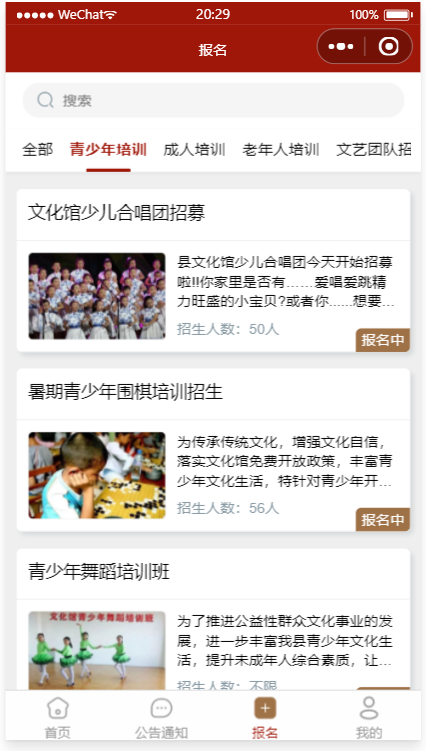 WeChat
20:29
100%
报名
搜索
全部 青少年培训 成人培训 老年人培训 文艺团队招
文化馆少儿合唱团招募
县文化馆少儿合唱团今天开始招募
啦!!你家里是否有……爱唱爱跳精
力旺盛的小宝贝?或者你......想要...
招生人数：50人
报名中
暑期青少年围棋培训招生
为传承传统文化，增强文化自信，
落实文化馆免费开放政策，丰富青
少年文化生活，特针对青少年开...
招生人数：56人
报名中
青少年舞蹈培训班
文化馆青少年舞蹈培训班
为了推进公益性群众文化事业的发
展，进一步丰富我县青少年文化生
活，提升未成年人综合素质，让...
招生人数：不限
首页 公告通知 报名 我的